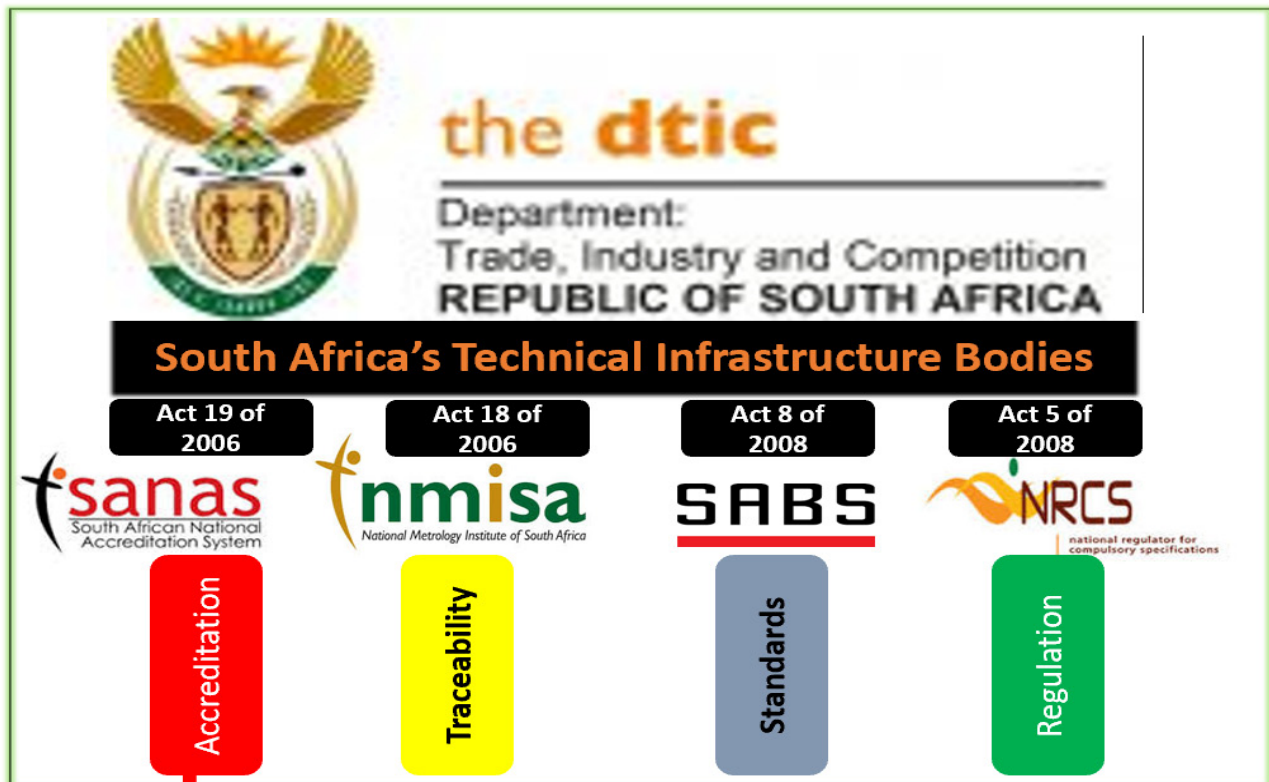 the dtic
Department:
Trade, Industry and Competition
REPUBLIC OF SOUTH AFRICA
South Africa's Technical Infrastructure Bodies
Act 19 of
2006
Act 18 of
2006
Act 8 of
2008
Act 5 of
2008
sanas
South African National
Accreditation System
nmisa
National Metrology Institute of South Africa
SABS
NRCS
national regulator for
compulsory specifications
Accreditation
Traceability
Standards
Regulation